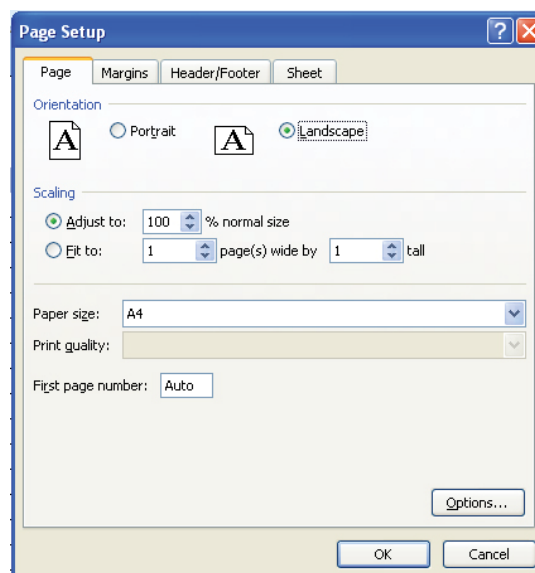 Page Setup
Page Margins Header/Footer Sheet
Orientation
A Portrait A Landscape
Scaling
Adjust to: 100 % normal size
Fit to: 1 page(s) wide by 1 tall
Paper size: A4
Print quality:
First page number: Auto
Options...
OK Cancel